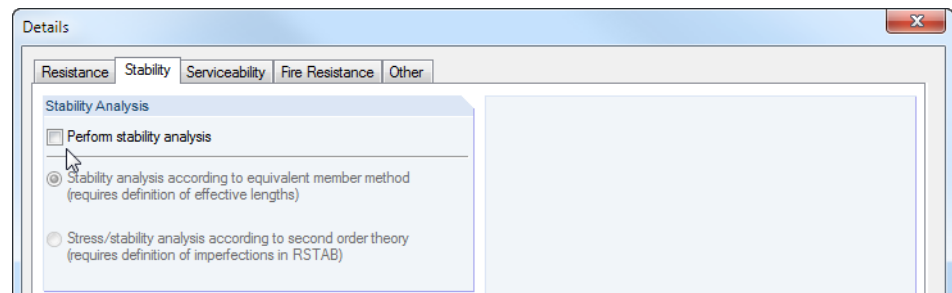 Details
Resistance Stability Serviceability Fire Resistance Other
Stability Analysis
Perform stability analysis
Stability analysis according to equivalent member method
(requires definition of effective lengths)
Stress/stability analysis according to second order theory
(requires definition of imperfections in RSTAB)